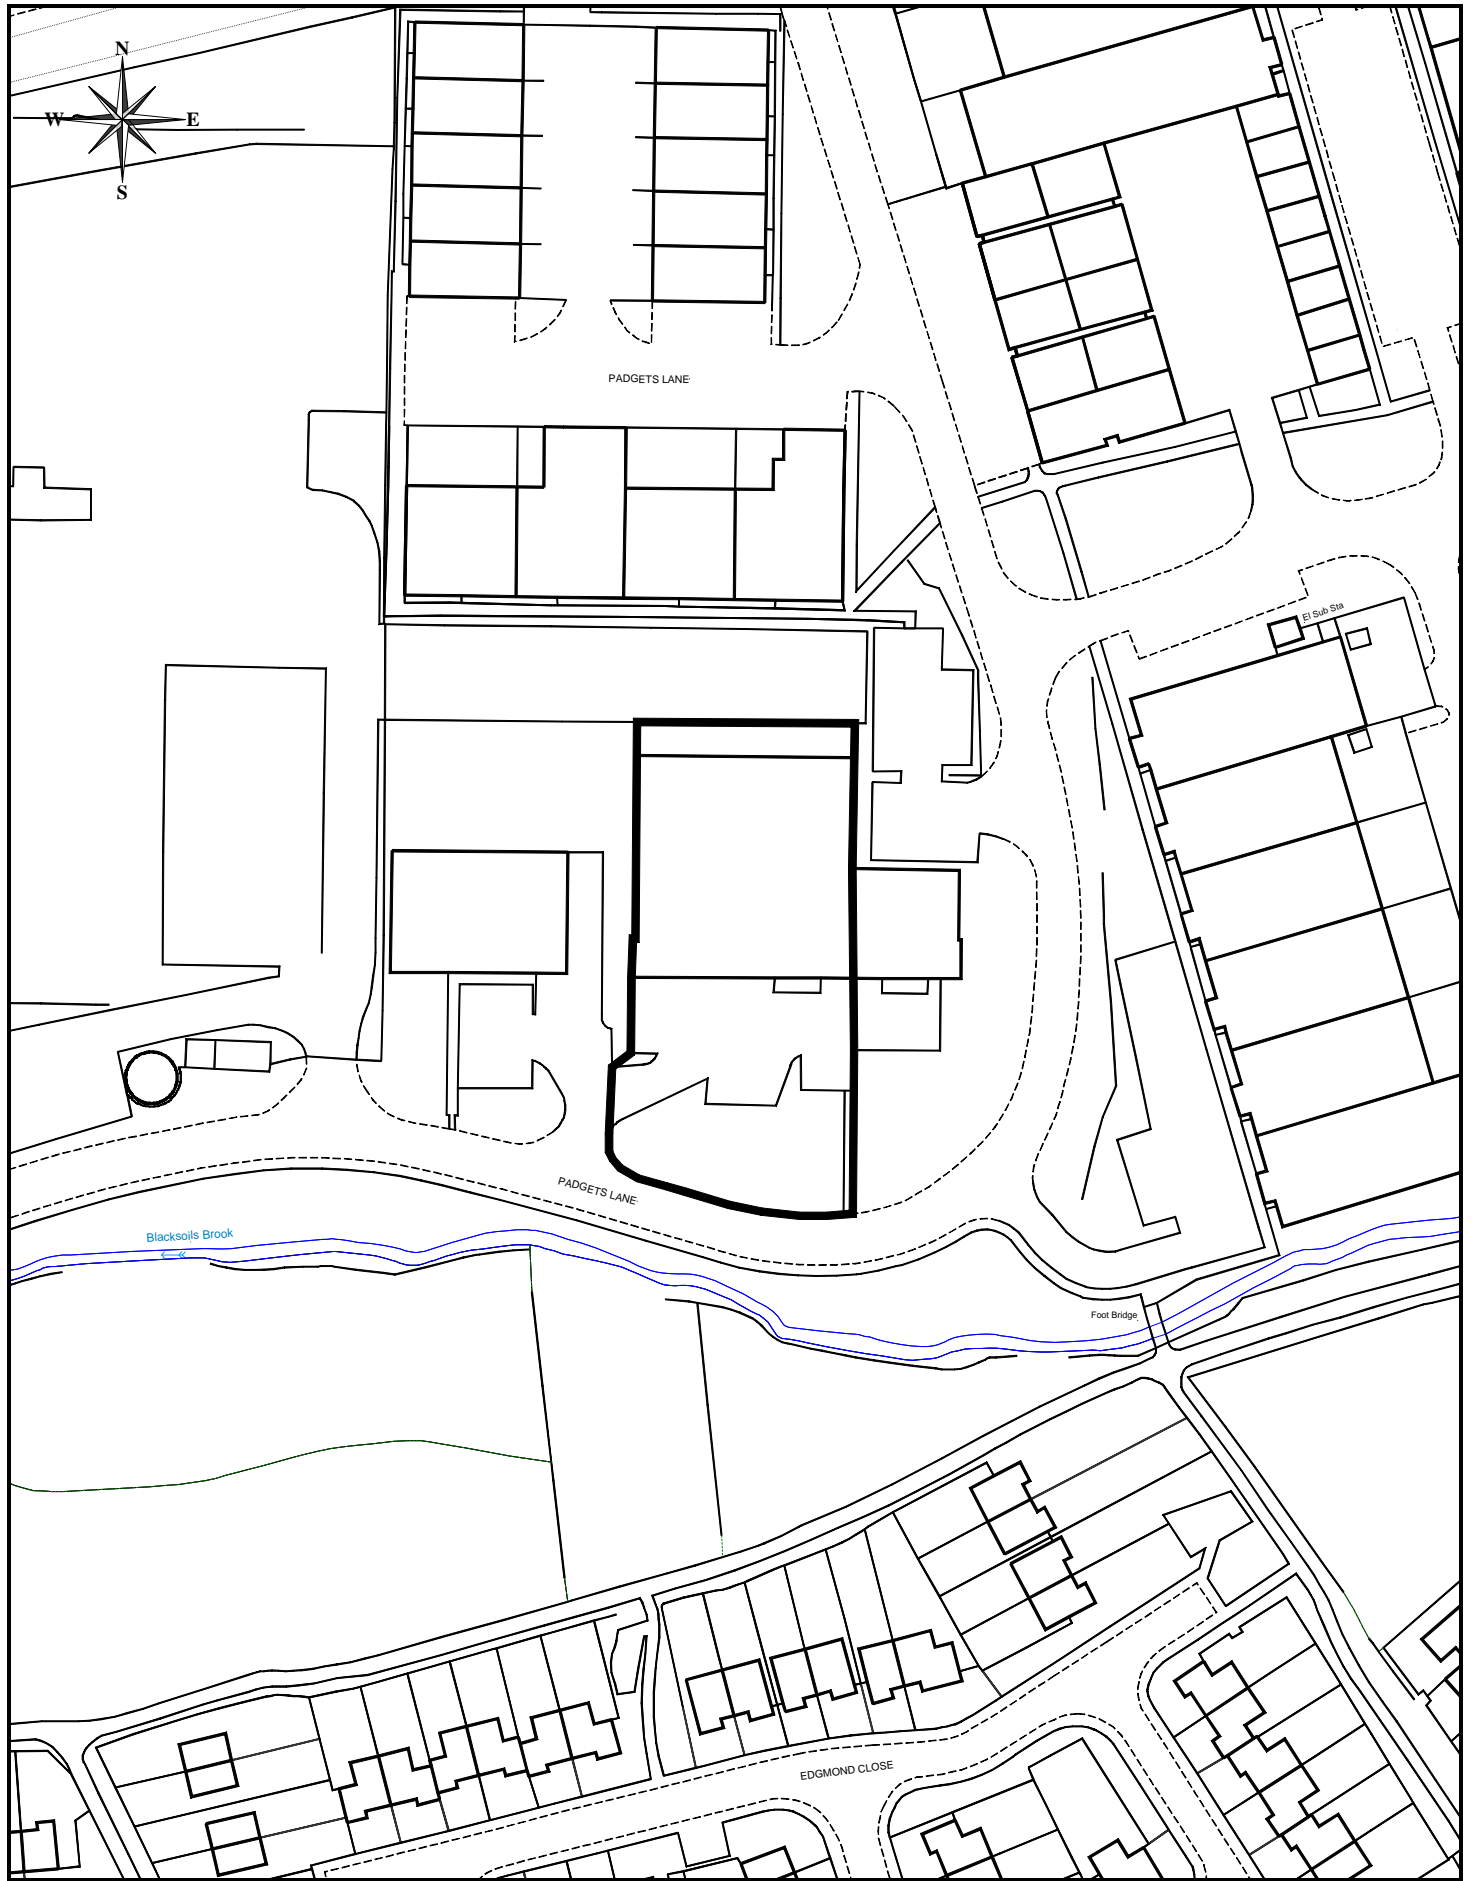 N
W
E
S
PADGETS LANE
El Sub Sta
PADGETS LANE
Blacksoils Brook
Foot Bridge
EDGMOND CLOSE